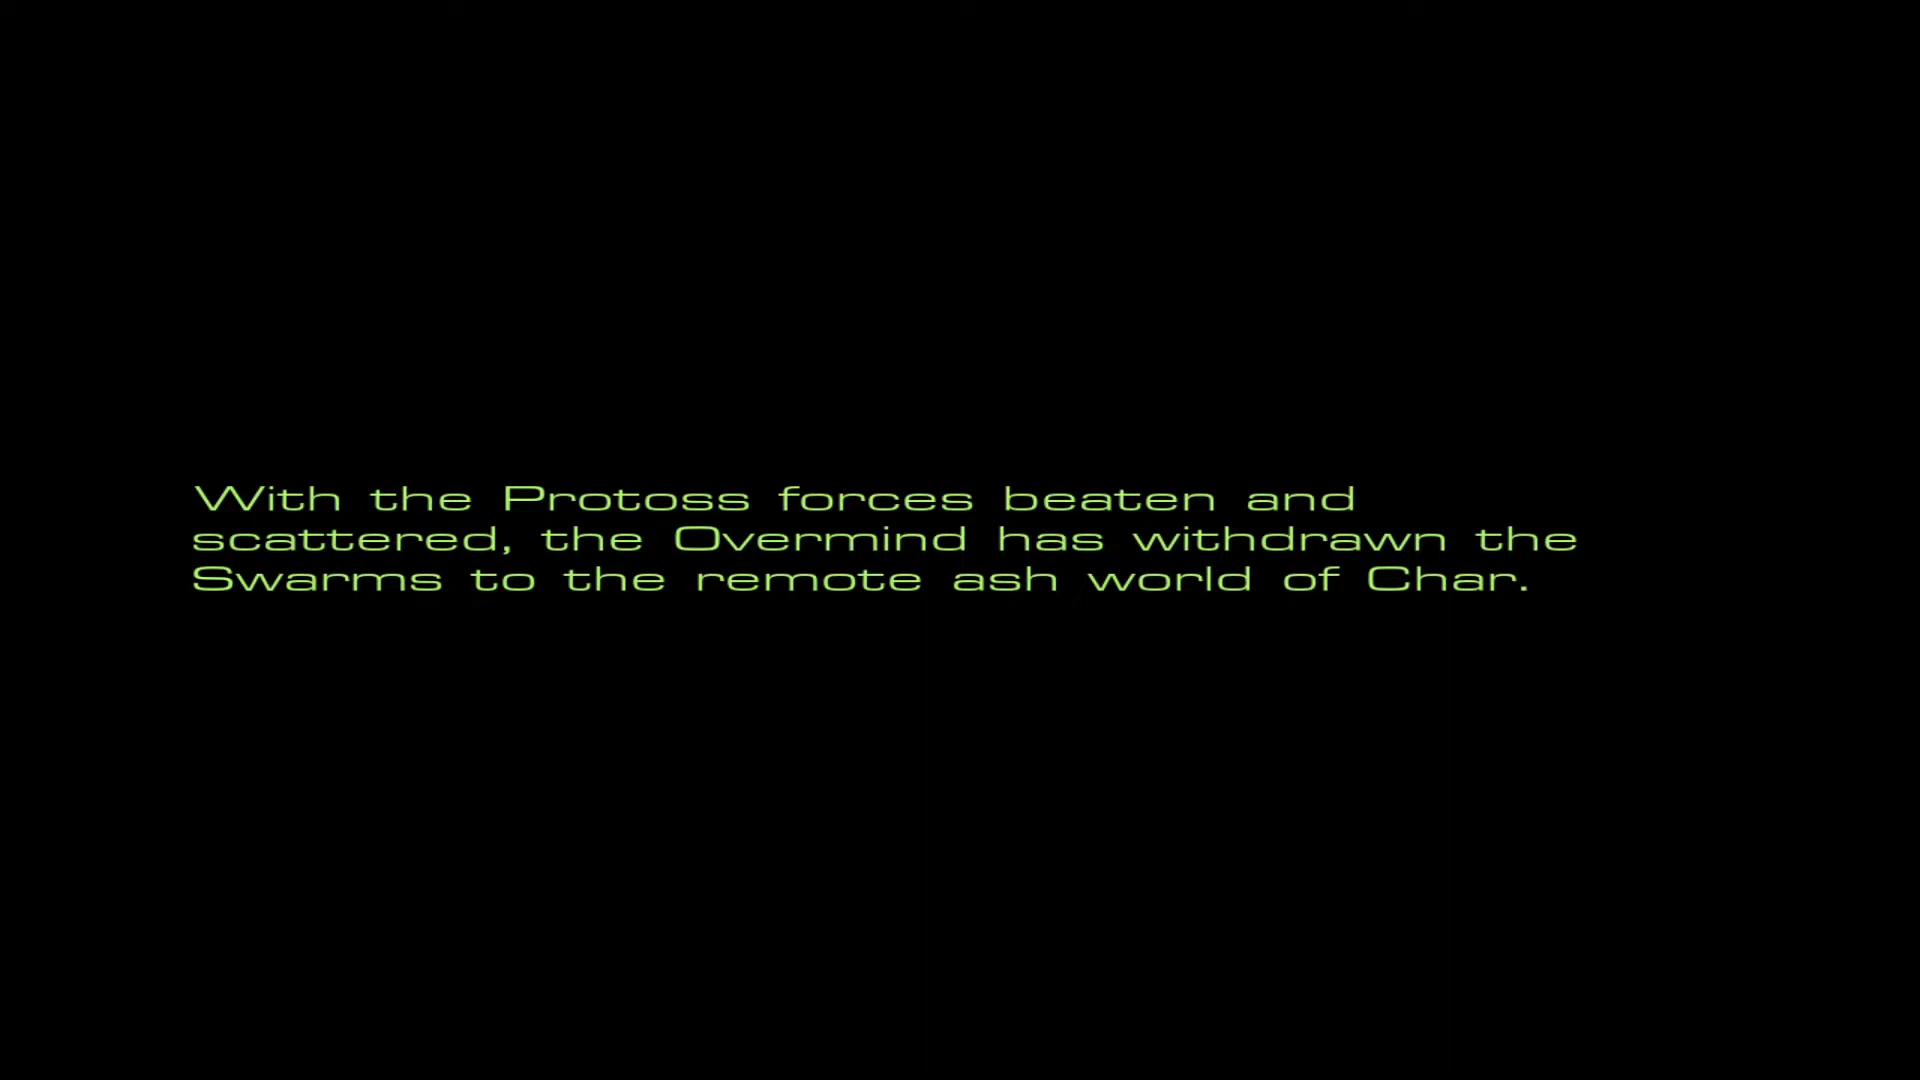 With the Protoss forces beaten and
scattered, the Overmind has withdrawn the
Swarms to the remote ash world of Char.